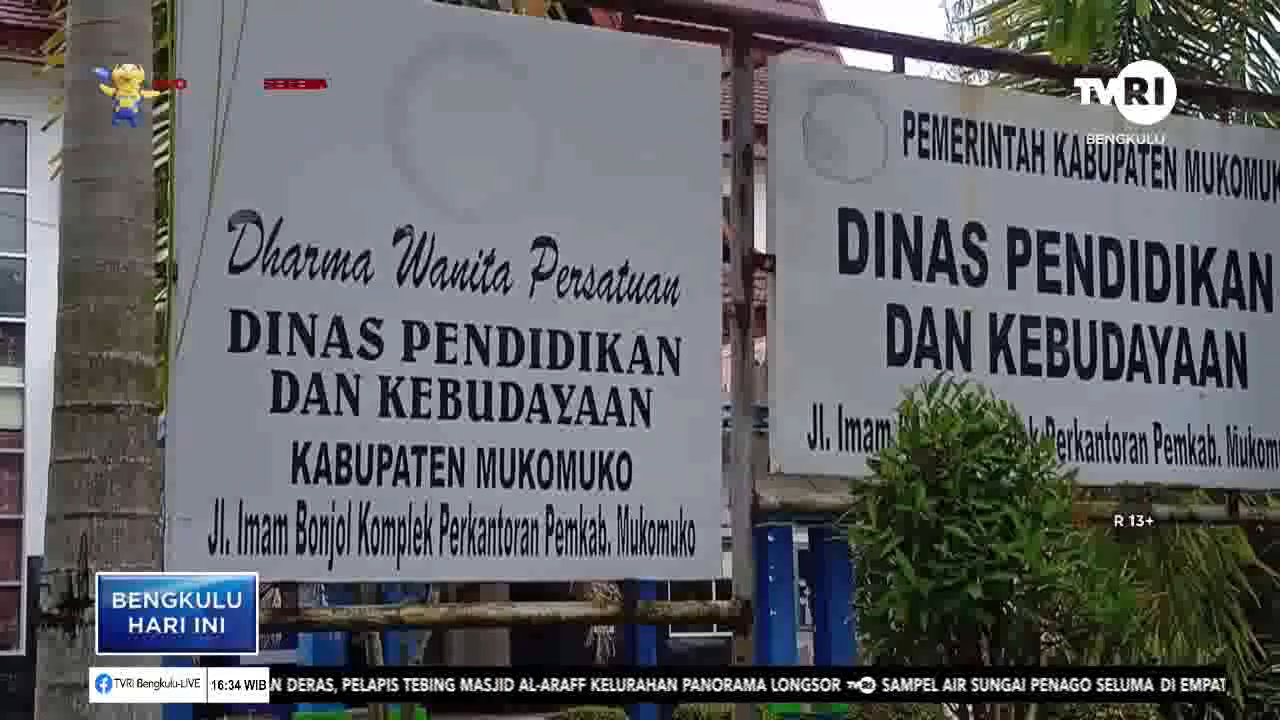 TVRI
BENGKULU
Dharma Wanita Persatuan
DINAS PENDIDIKAN
DAN KEBUDAYAAN
KABUPATEN MUKOMUKO
Jl. Imam Bonjol Komplek Perkantoran Pemkab. Mukomuko
PEMERINTAH KABUPATEN MUKOMUK
DINAS PENDIDIKAN
DAN KEBUDAYAAN
Jl. Imam Perkantoran Pemkab. Mukom
R 13+
BENGKULU
HARI INI
TVRI Bengkulu-LIVE
16:34 WIB
DERAS, PELAPIS TEBING MASJID AL-ARAFF KELURAHAN PANORAMA LONGSOR TVRI SAMPEL AIR SUNGAI PENAGO SELUMA DI EMPAT